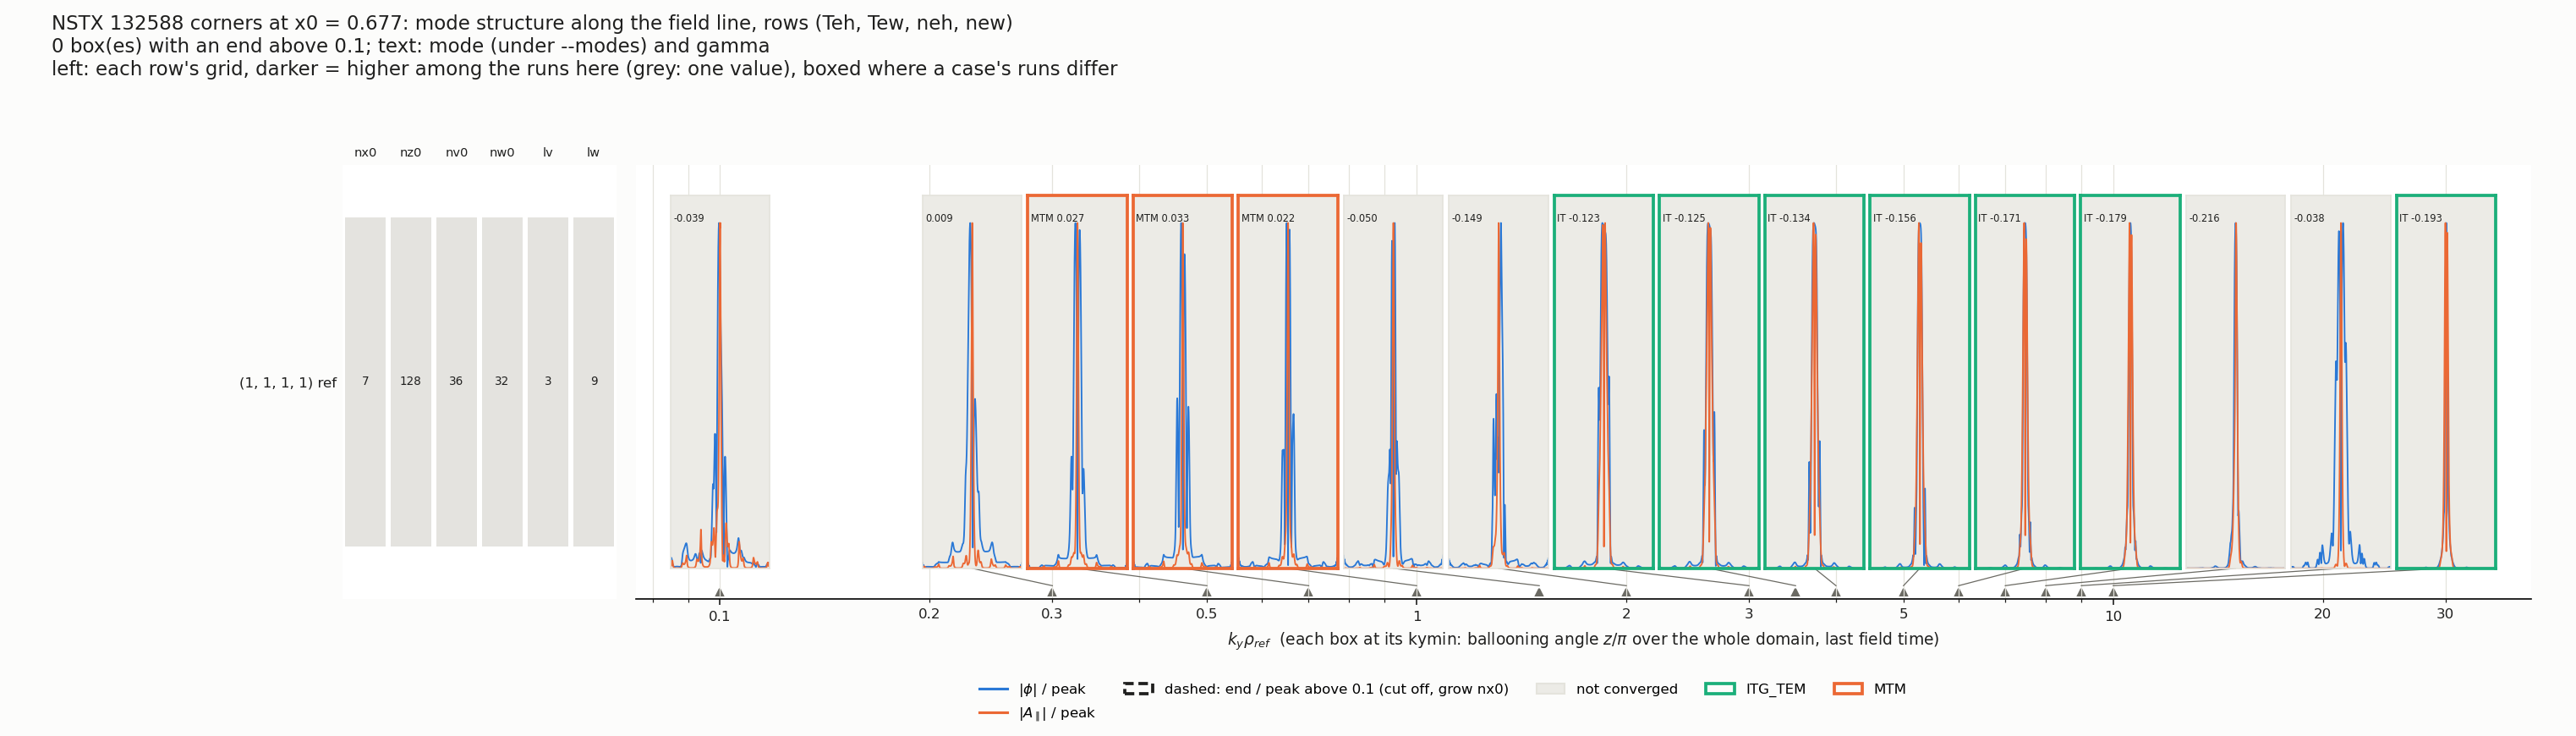 NSTX 132588 corners at x0 = 0.677: mode structure along the field line, rows (Teh, Tew, neh, new)
0 box(es) with an end above 0.1; text: mode (under --modes) and gamma
left: each row's grid, darker = higher among the runs here (grey: one value), boxed where a case's runs differ
nx0 nz0 nv0 nw0 lv lw
-0.039 0.009 MTM 0.027 MTM 0.033 MTM 0.022 -0.050 -0.149 IT -0.123 IT -0.125 IT -0.134 IT -0.156 IT -0.171 IT -0.179 -0.216 -0.038 IT -0.193
(1, 1, 1, 1) ref 7 128 36 32 3 9
0.1 0.2 0.3 0.5 1 2 3 5 10 20 30
kyρref (each box at its kymin: ballooning angle z/π over the whole domain, last field time)
|ϕ| / peak dashed: end / peak above 0.1 (cut off, grow nx0) not converged ITG_TEM MTM
|A∥| / peak